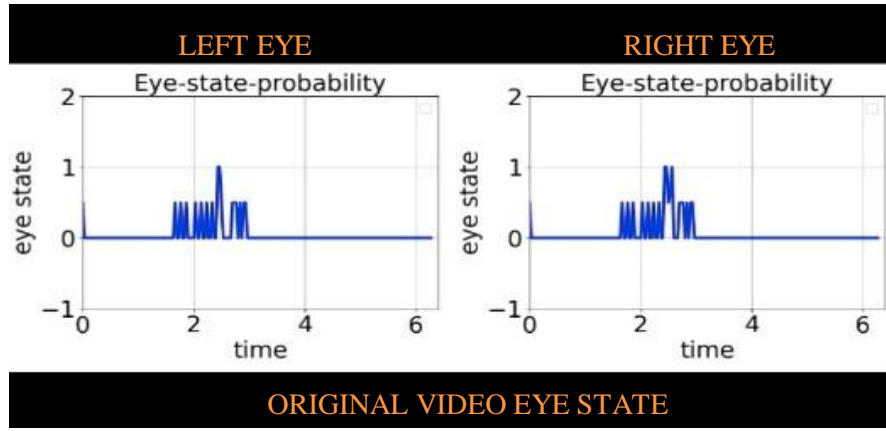 LEFT EYE RIGHT EYE
Eye-state-probability Eye-state-probability
2 2
1 1
0 0
−1 −1
eye state eye state
0 2 4 6 0 2 4 6
time time
ORIGINAL VIDEO EYE STATE